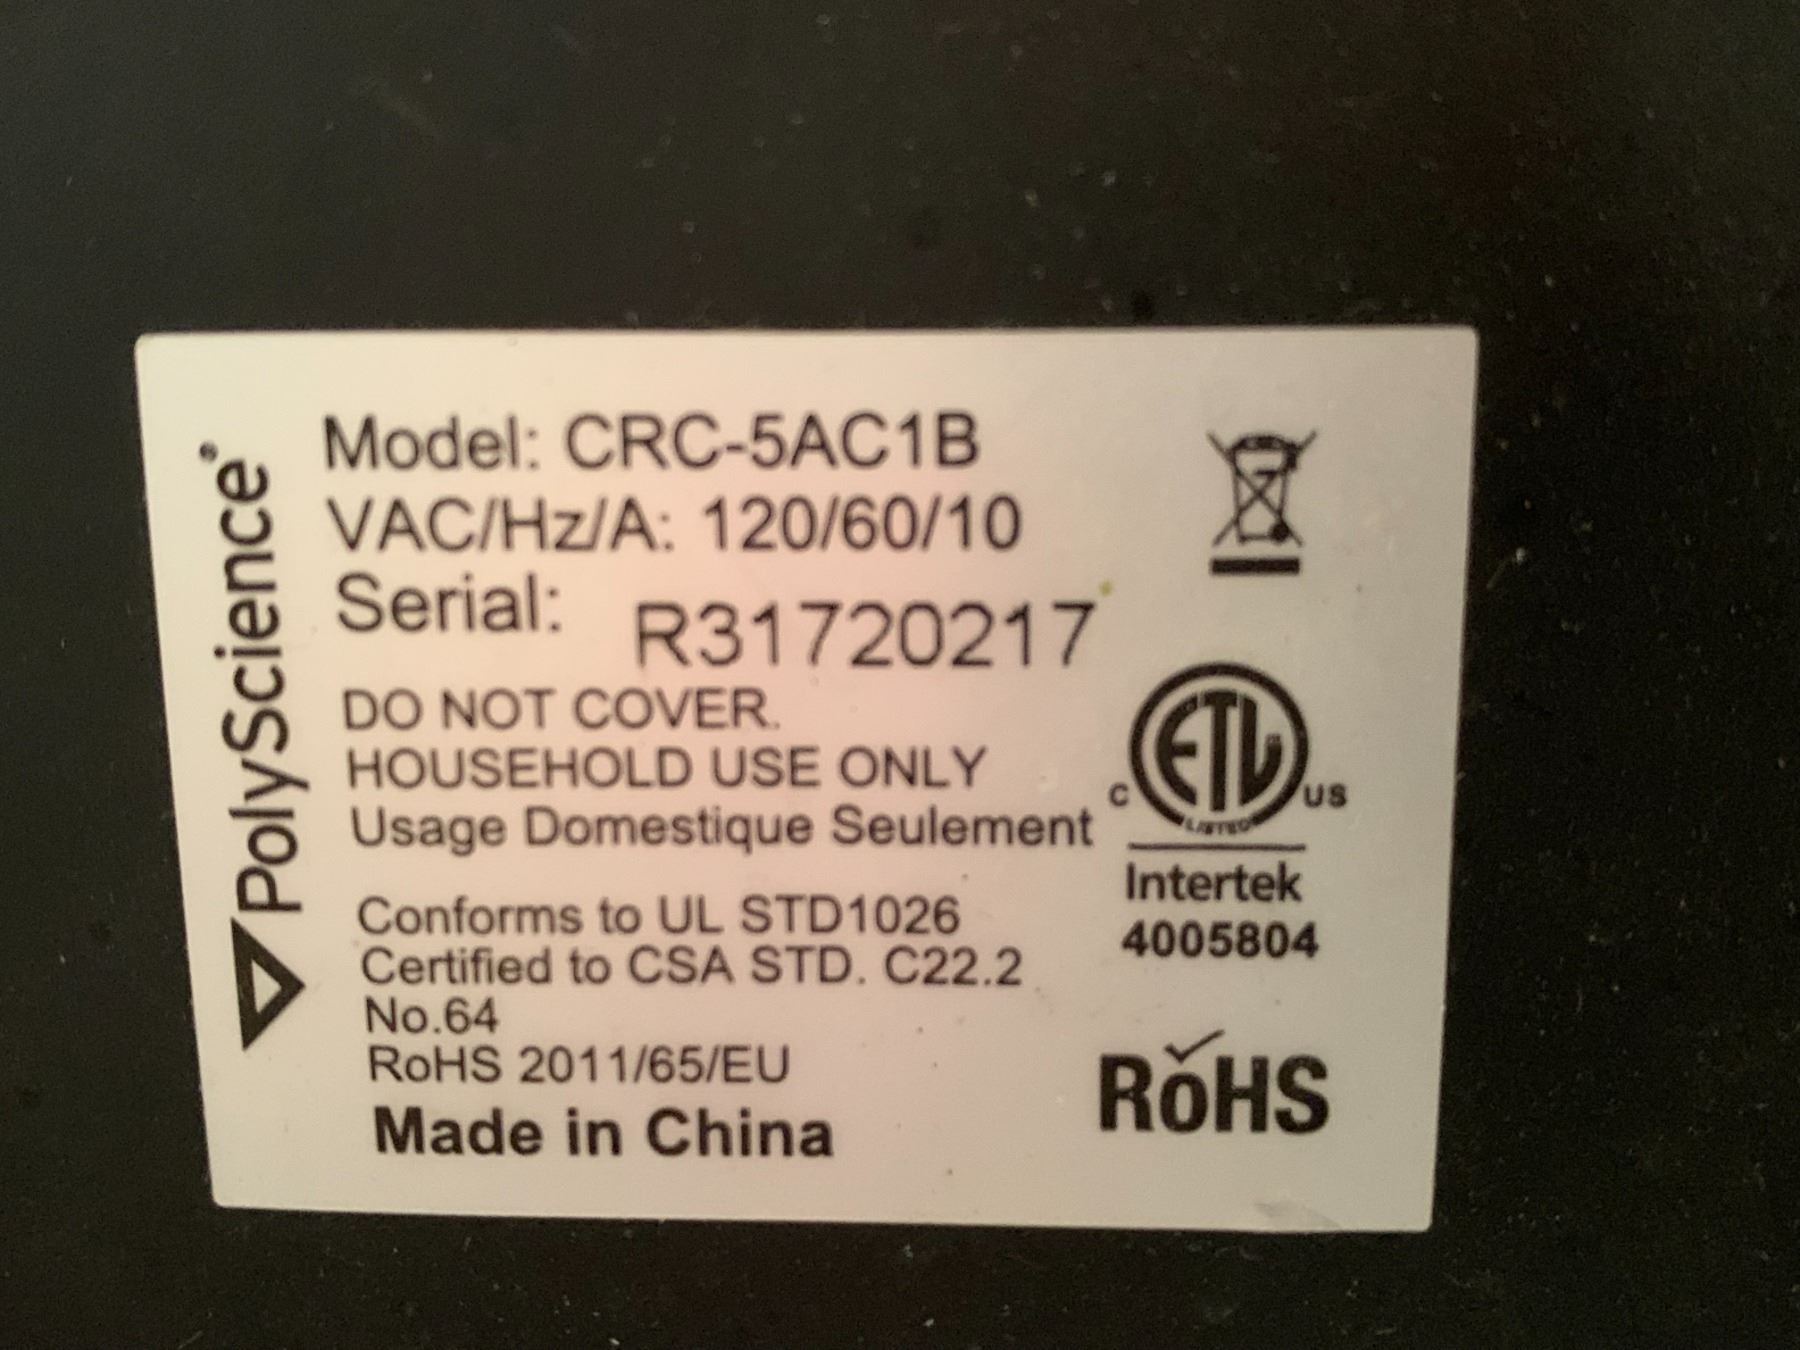 PolyScience®
Model: CRC-5AC1B
VAC/Hz/A: 120/60/10
Serial: R31720217
DO NOT COVER.
HOUSEHOLD USE ONLY
Usage Domestique Seulement
Conforms to UL STD1026
Certified to CSA STD. C22.2
No.64
RoHS 2011/65/EU
Made in China
ETL
C US
LISTED
Intertek
4005804
RoHS